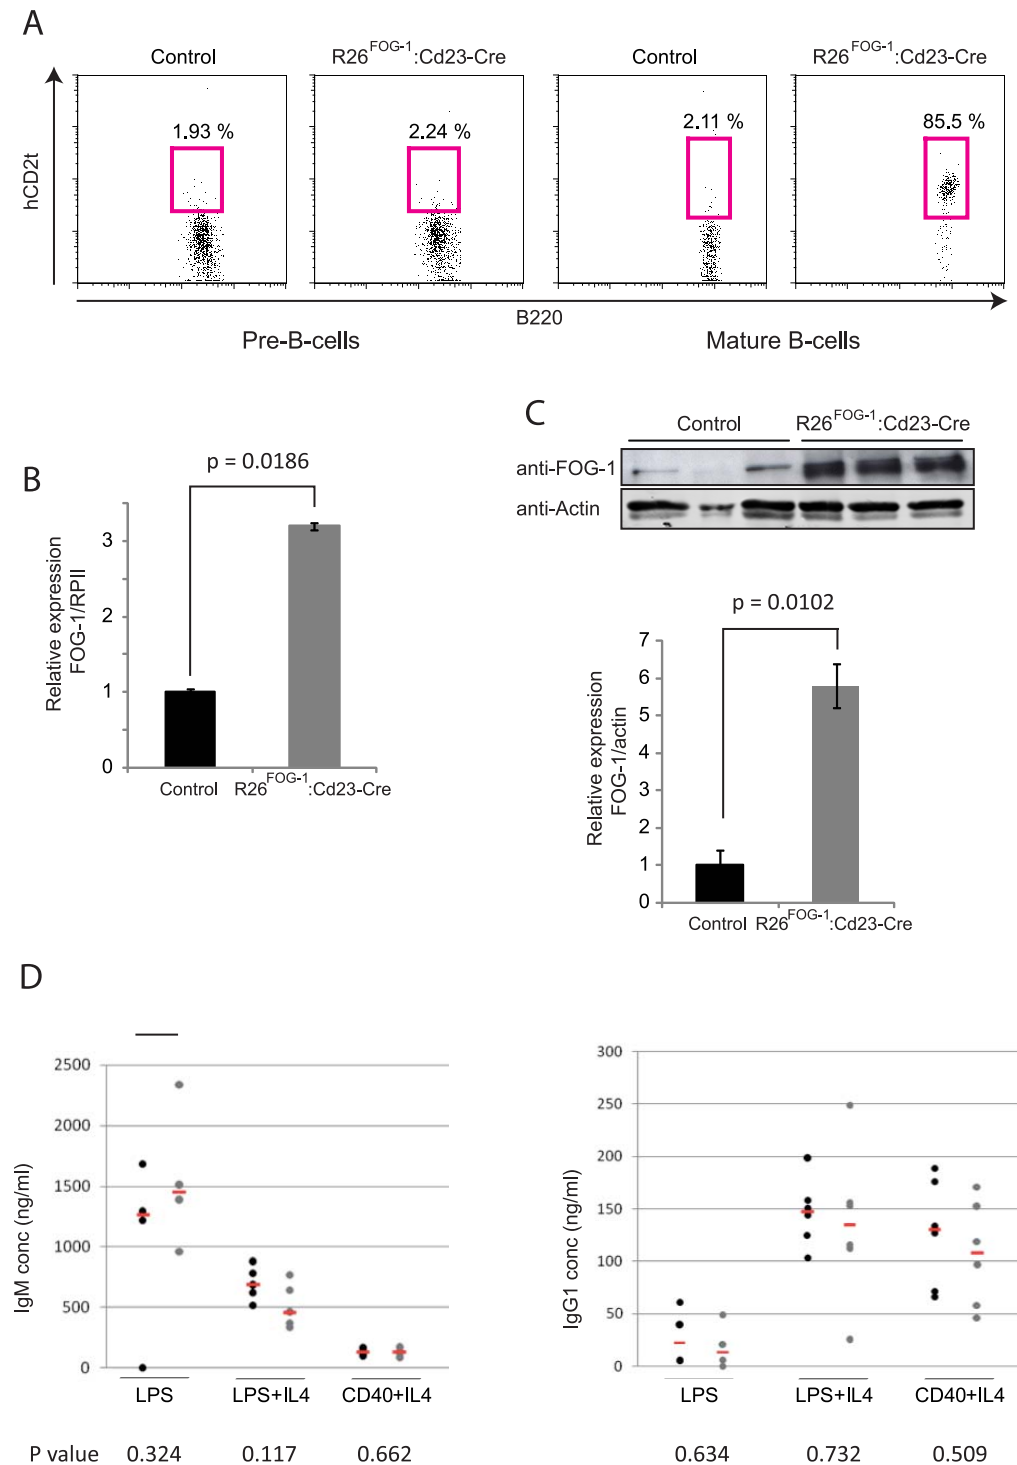 A
Control R26FOG-1:Cd23-Cre Control R26FOG-1:Cd23-Cre
1.93 % 2.24 % 2.11 % 85.5 %
hCD2t
B220
Pre-B-cells Mature B-cells
B
p = 0.0186
Relative expression
FOG-1/RPII
3
2
1
0
Control R26FOG-1:Cd23-Cre
C
Control R26FOG-1:Cd23-Cre
anti-FOG-1
anti-Actin
p = 0.0102
Relative expression
FOG-1/actin
7
6
5
4
3
2
1
0
Control R26FOG-1:Cd23-Cre
D
IgM conc (ng/ml)
2500
2000
1500
1000
500
0
LPS LPS+IL4 CD40+IL4
P value 0.324 0.117 0.662
IgG1 conc (ng/ml)
300
250
200
150
100
50
0
LPS LPS+IL4 CD40+IL4
0.634 0.732 0.509